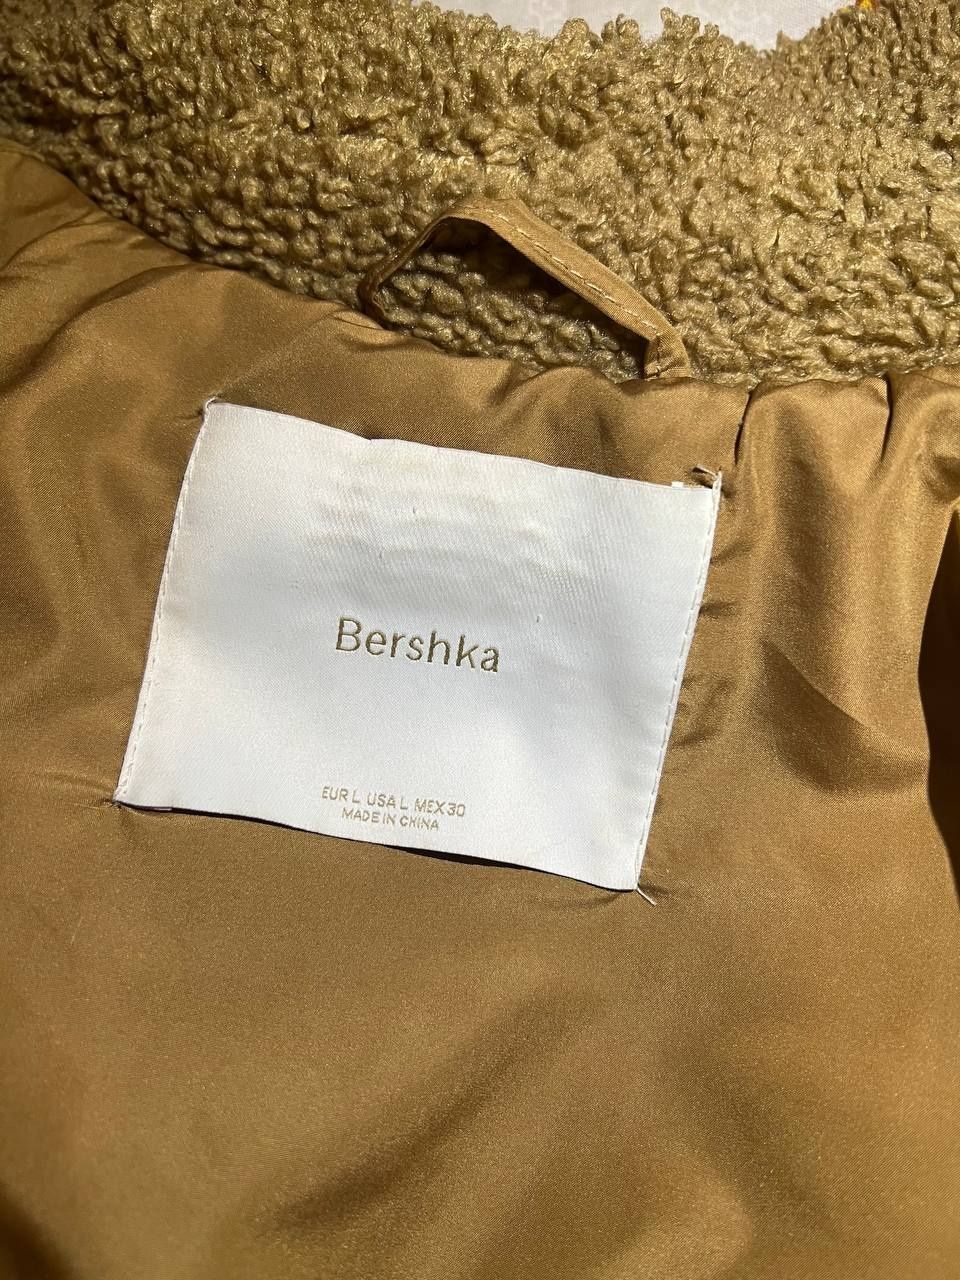 Bershka
EUR L USA L MEX 30
MADE IN CHINA